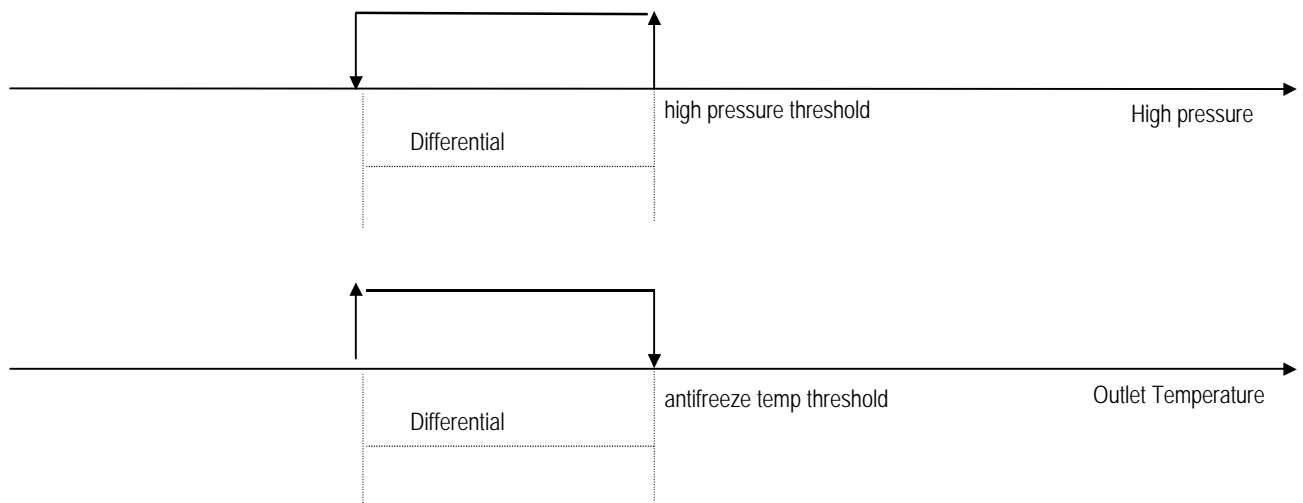 high pressure threshold
High pressure
Differential
antifreeze temp threshold
Outlet Temperature
Differential